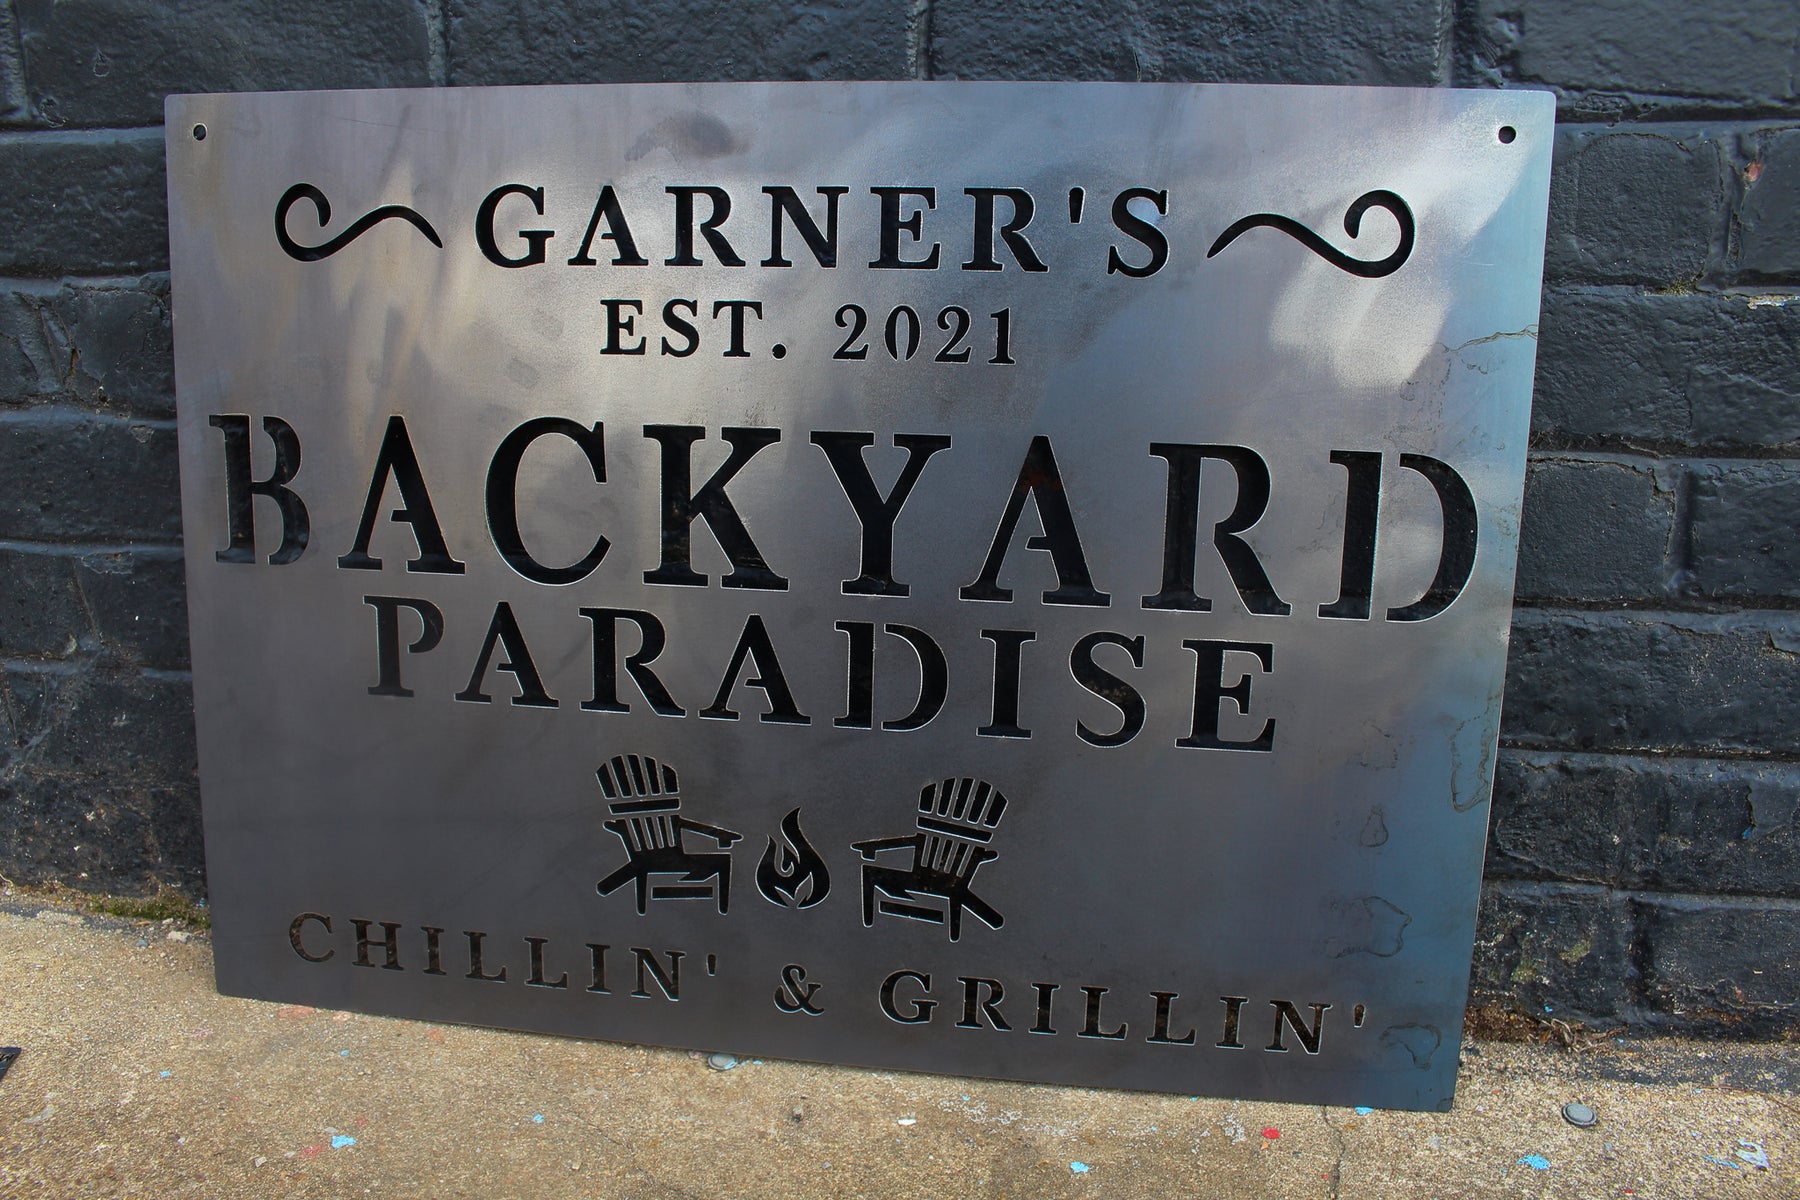 GARNER'S
EST. 2021
BACKYARD
PARADISE
CHILLIN' & GRILLIN'